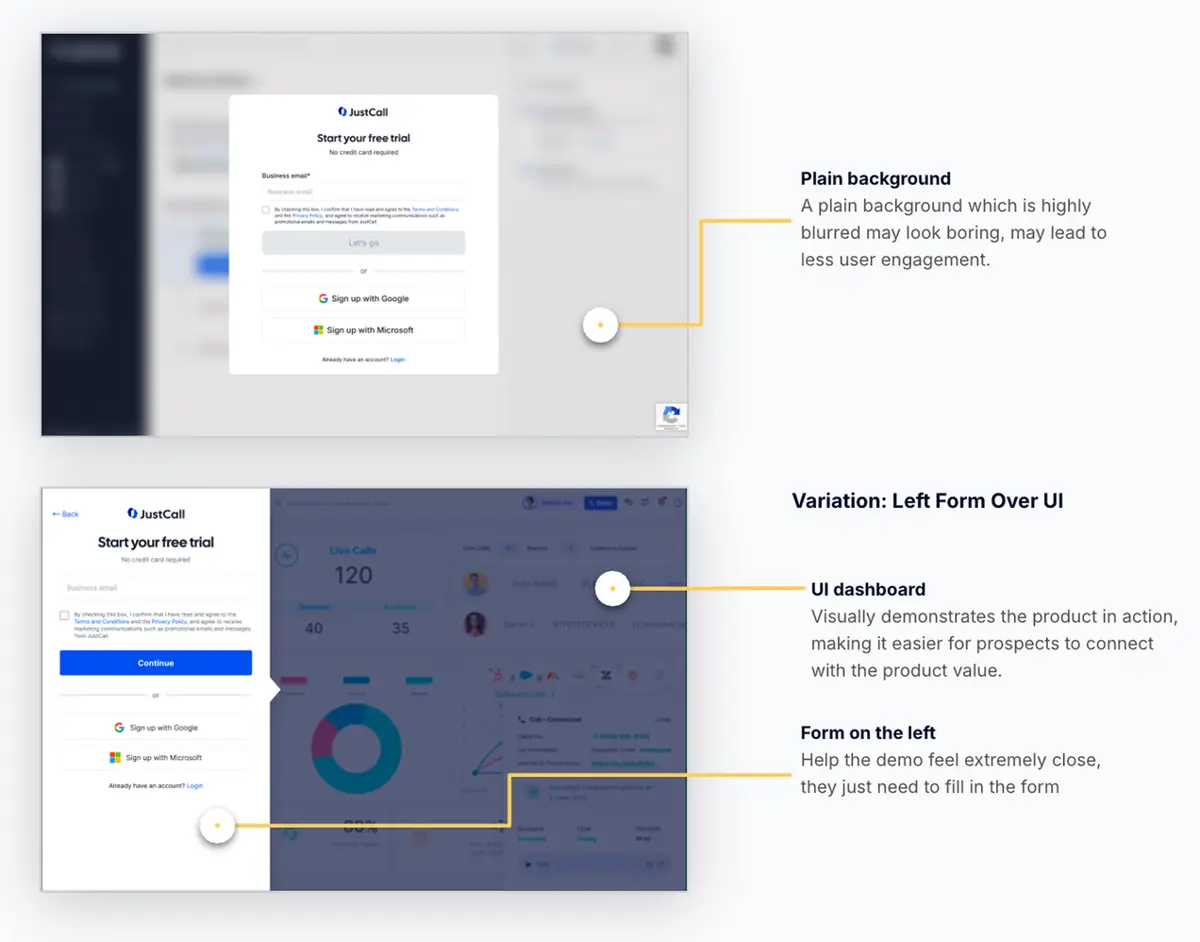 JustCall
Start your free trial
No credit card required
Business email*
Business email
By checking this box, I confirm that I have read and agree to the Terms and Conditions
and the Privacy Policy, and agree to receive marketing communications such as
promotional emails and messages from JustCall.
Let's go
or
Sign up with Google
Sign up with Microsoft
Already have an account? Login
Plain background
A plain background which is highly
blurred may look boring, may lead to
less user engagement.
Variation: Left Form Over UI
← Back
JustCall
Start your free trial
No credit card required
Business email
By checking this box, I confirm that I have read and agree to the
Terms and Conditions and the Privacy Policy, and agree to receive
marketing communications such as promotional emails and messages
from JustCall.
Continue
or
Sign up with Google
Sign up with Microsoft
Already have an account? Login
Live Calls
120
40
35
UI dashboard
Visually demonstrates the product in action,
making it easier for prospects to connect
with the product value.
Form on the left
Help the demo feel extremely close,
they just need to fill in the form